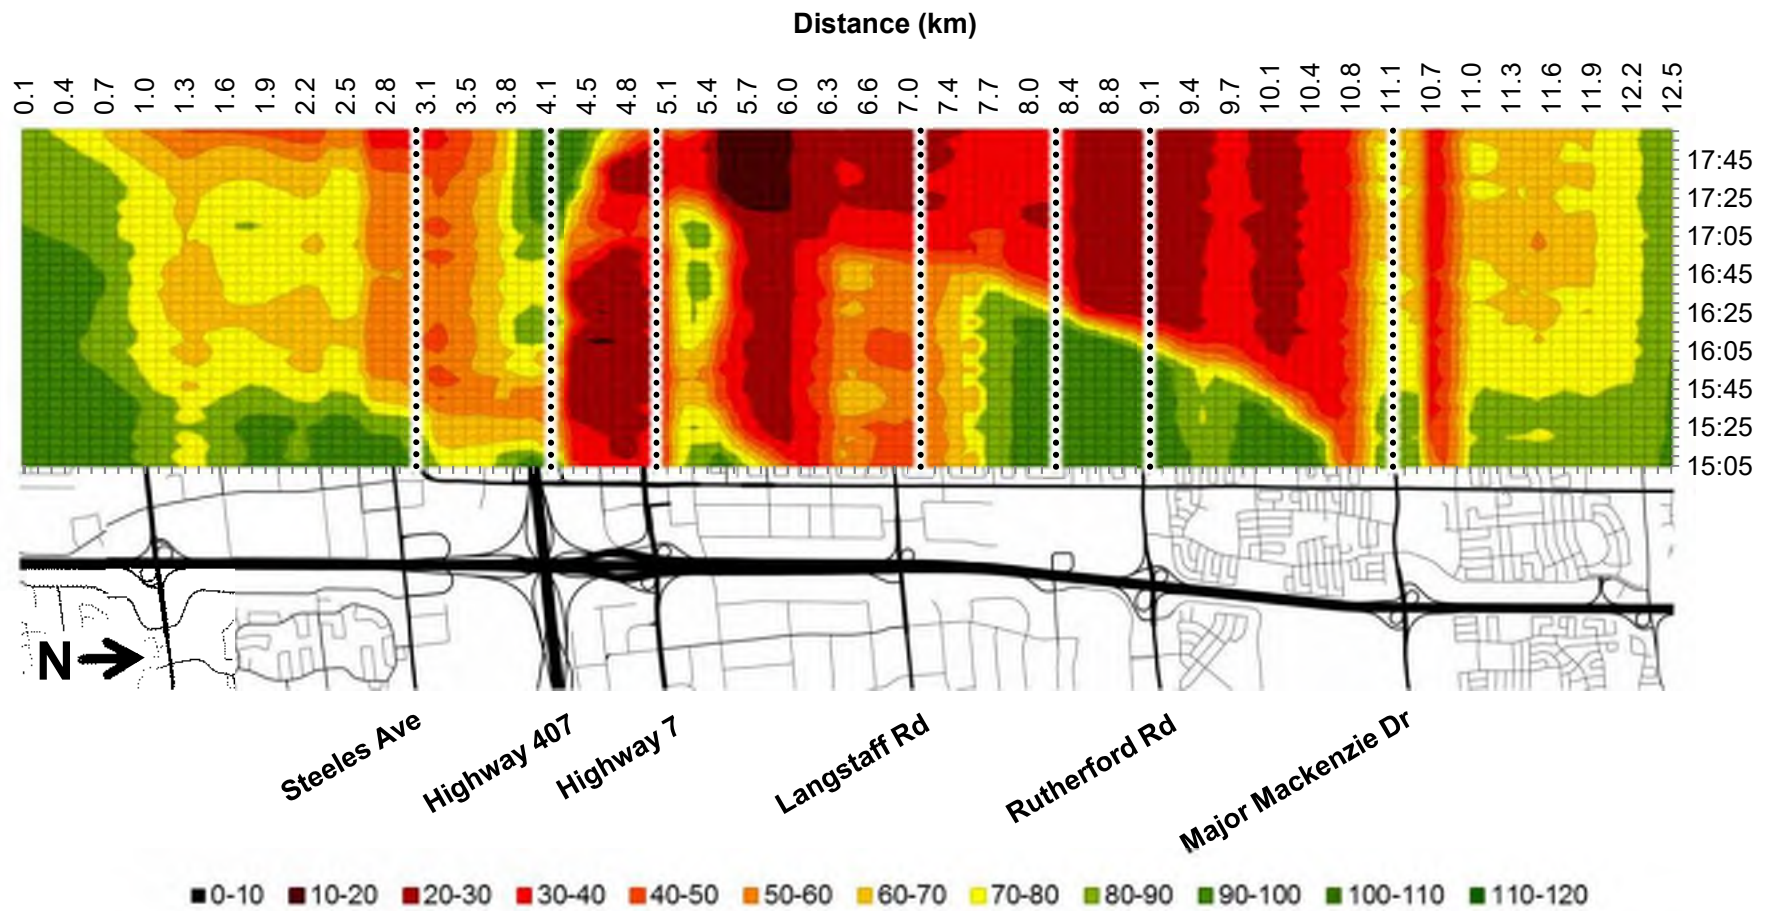 Distance (km)
0.1 0.4 0.7 1.0 1.3 1.6 1.9 2.2 2.5 2.8 3.1 3.5 3.8 4.1 4.5 4.8 5.1 5.4 5.7 6.0 6.3 6.6 7.0 7.4 7.7 8.0 8.4 8.8 9.1 9.4 9.7 10.1 10.4 10.8 11.1 10.7 11.0 11.3 11.6 11.9 12.2 12.5
17:45
17:25
17:05
16:45
16:25
16:05
15:45
15:25
15:05
N
Steeles Ave
Highway 407
Highway 7
Langstaff Rd
Rutherford Rd
Major Mackenzie Dr
0-10 10-20 20-30 30-40 40-50 50-60 60-70 70-80 80-90 90-100 100-110 110-120